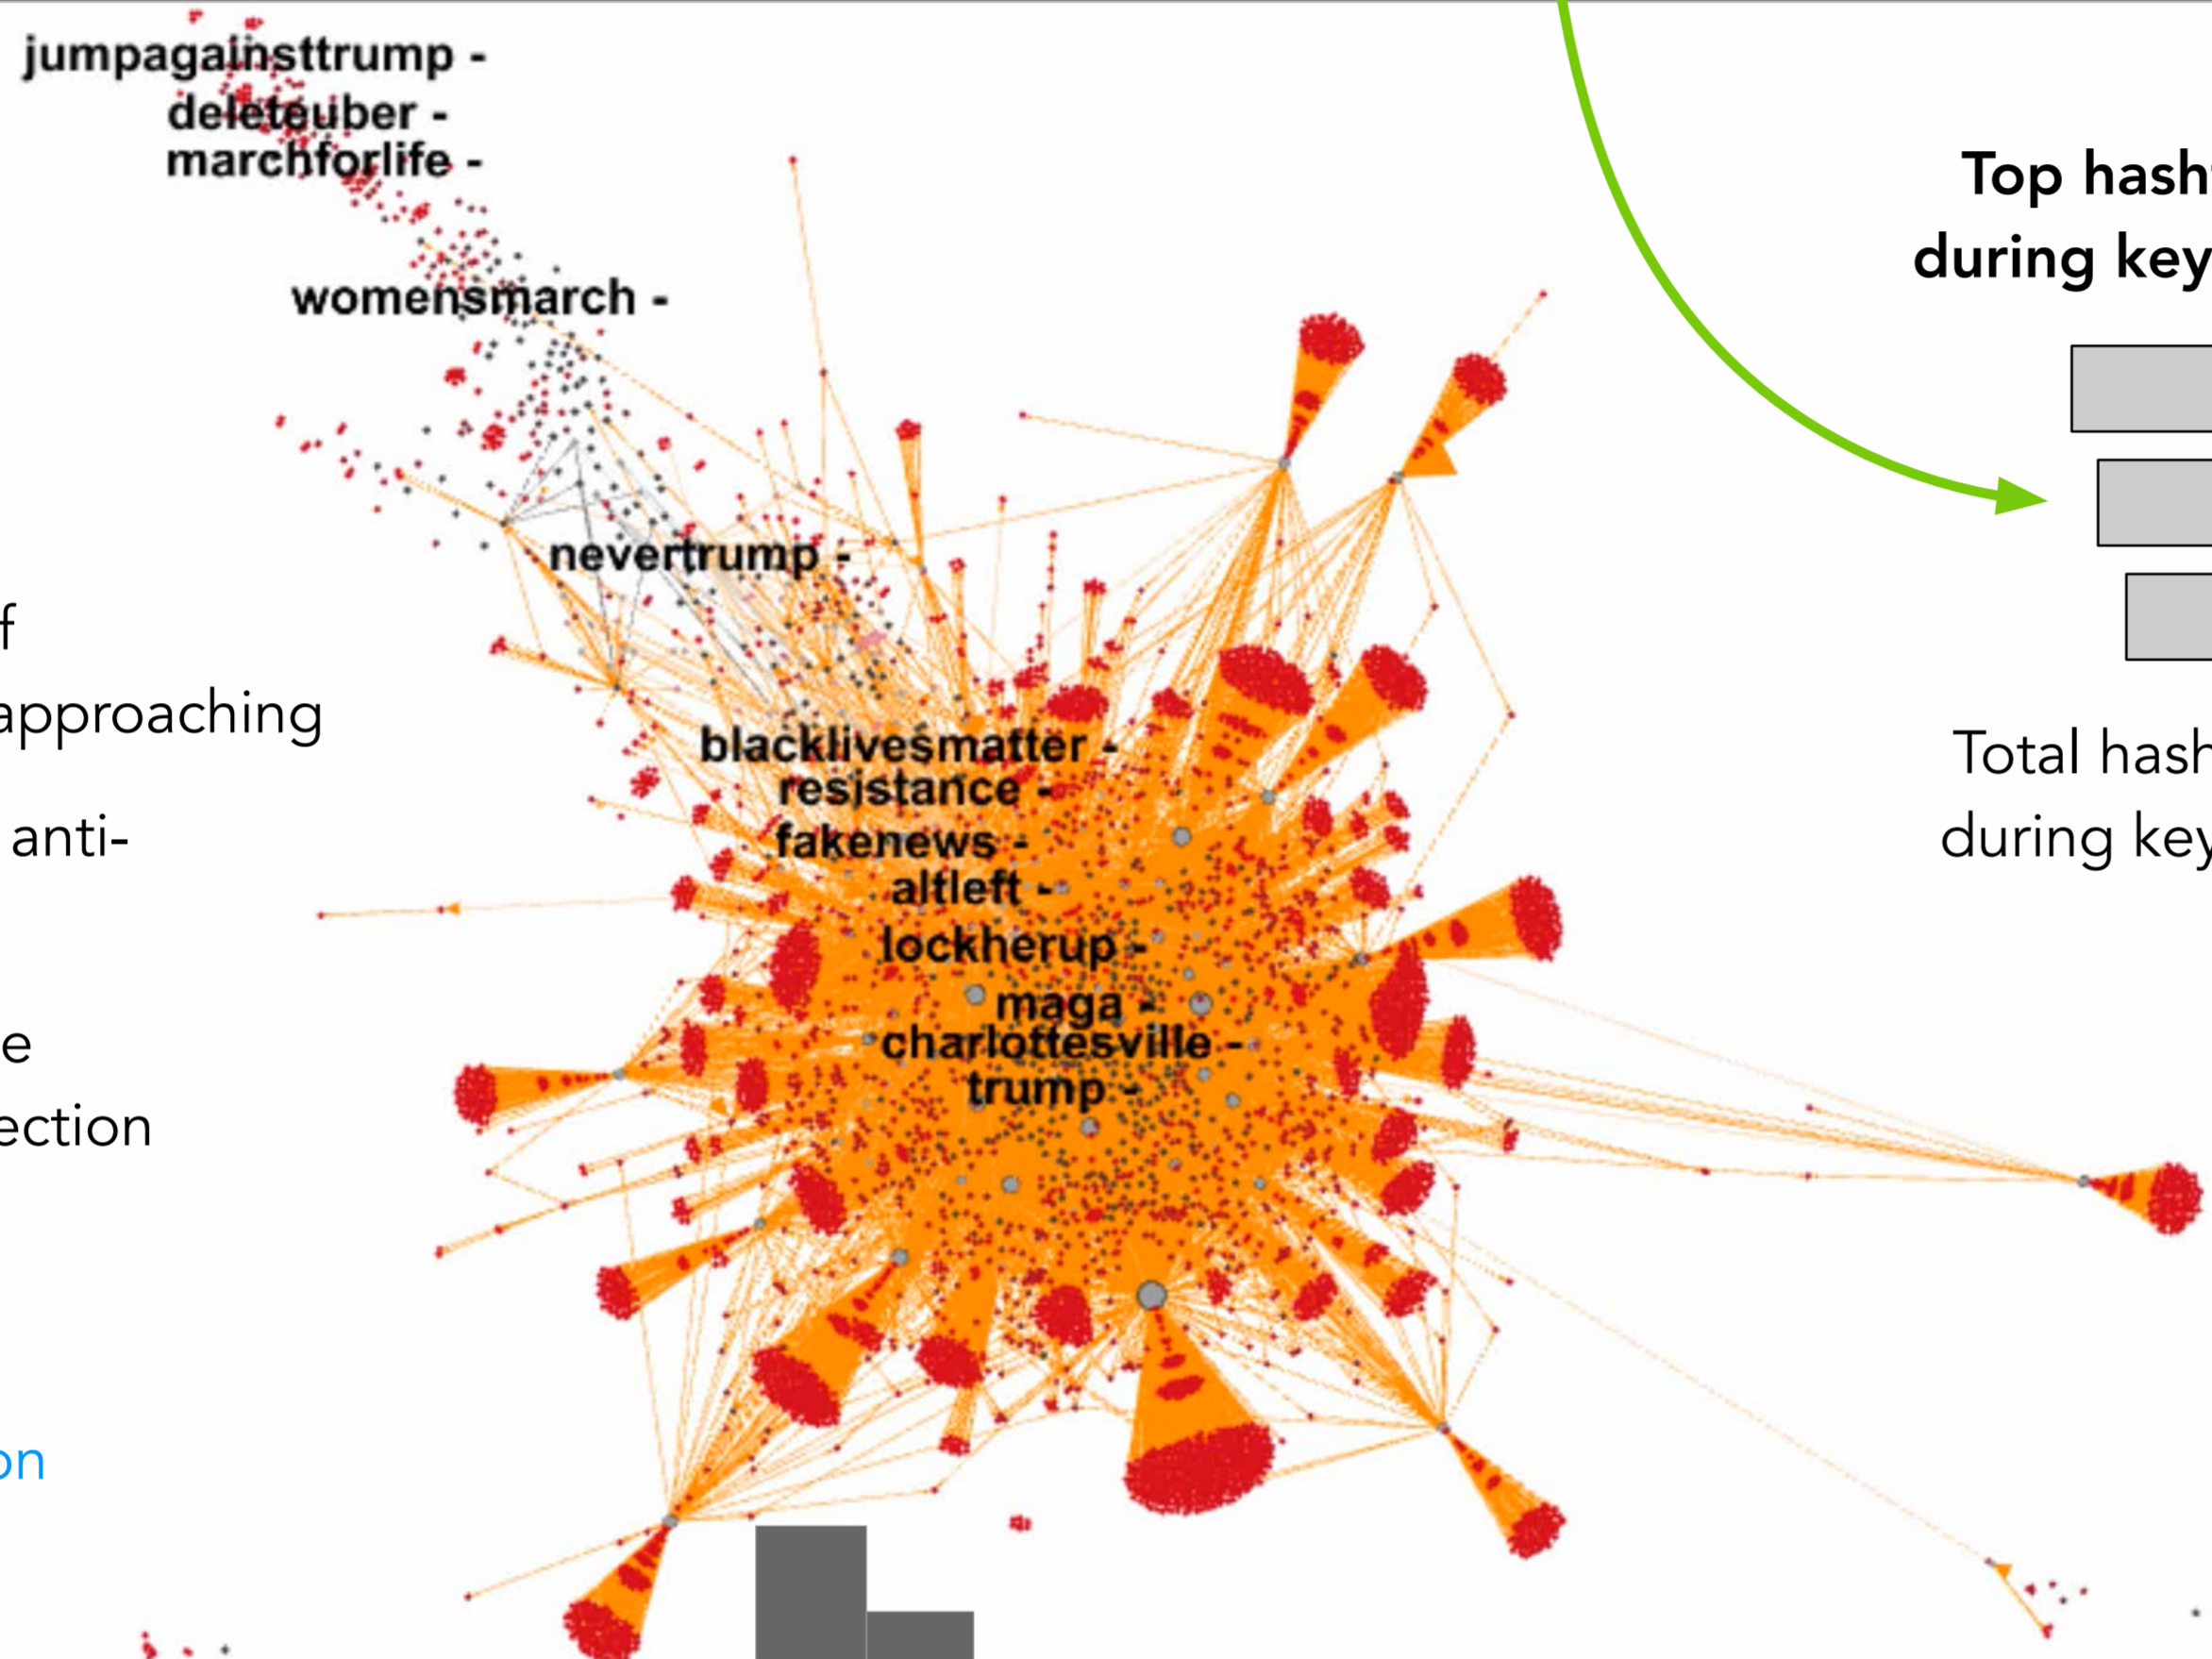 jumpagainsttrump -
deleteuber -
marchforlife -
womensmarch -
nevertrump -
blacklivesmatter -
resistance -
fakenews -
altleft -
lockherup -
maga -
charlottesville -
trump -
f
approaching
anti-
e
ection
on
Top hash
during key
Total hash
during key